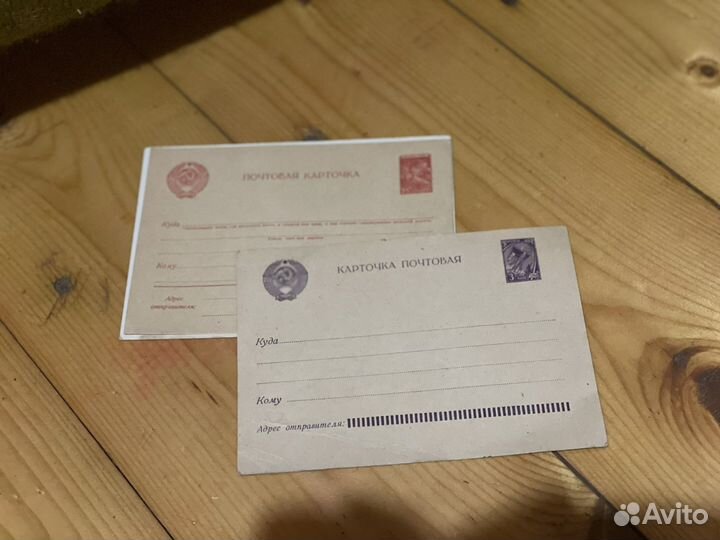 ПОЧТОВАЯ КАРТОЧКА
Куда
Кому
Адрес
отправителя:
КАРТОЧКА ПОЧТОВАЯ
3
Куда
Кому
Адрес отправителя:
Avito